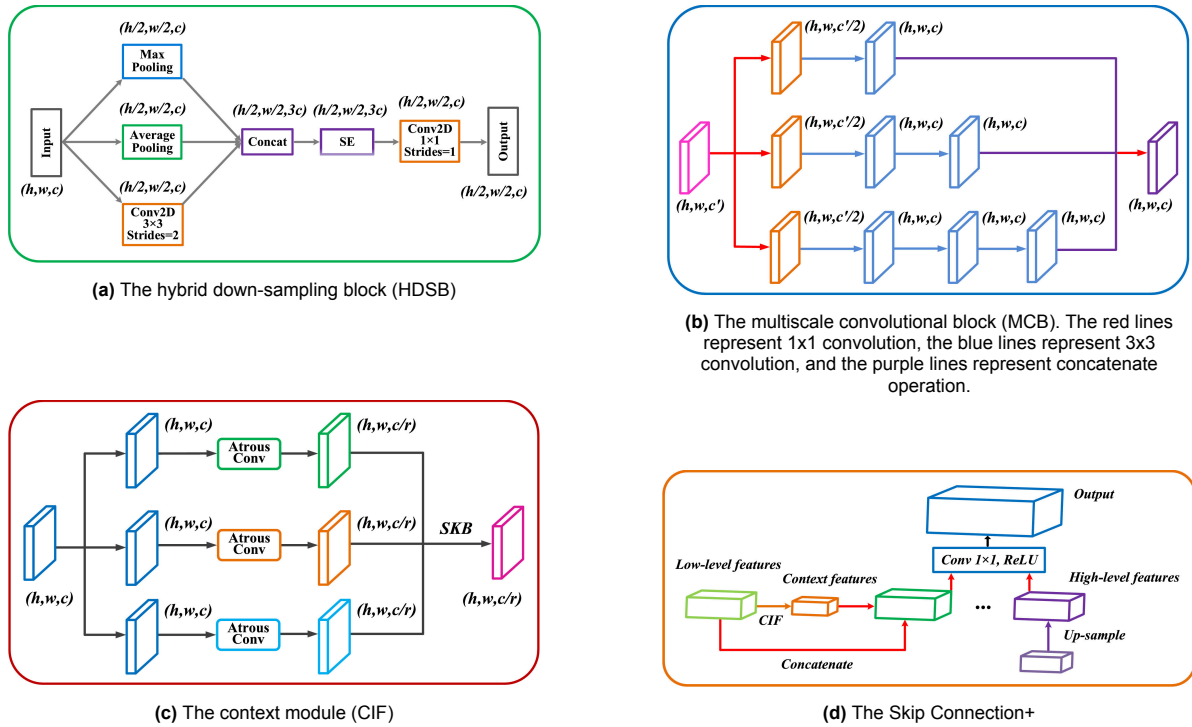 (h/2,w/2,c)
Max
Pooling
(h/2,w/2,c)
(h/2,w/2,3c)
(h/2,w/2,3c)
(h/2,w/2,c)
Input
Average
Pooling
Concat
SE
Conv2D
1×1
Strides=1
Output
(h,w,c)
(h/2,w/2,c)
(h/2,w/2,c)
Conv2D
3×3
Strides=2
(a) The hybrid down-sampling block (HDSB)
(h,w,c'/2)
(h,w,c)
(h,w,c'/2)
(h,w,c)
(h,w,c)
(h,w,c')
(h,w,c)
(h,w,c'/2)
(h,w,c)
(h,w,c)
(h,w,c)
(b) The multiscale convolutional block (MCB). The red lines
represent 1x1 convolution, the blue lines represent 3x3
convolution, and the purple lines represent concatenate
operation.
(h,w,c)
Atrous
Conv
(h,w,c/r)
(h,w,c)
Atrous
Conv
(h,w,c/r)
SKB
(h,w,c)
(h,w,c/r)
(h,w,c)
Atrous
Conv
(h,w,c/r)
(c) The context module (CIF)
Output
Conv 1×1, ReLU
Low-level features
Context features
High-level features
CIF
...
Up-sample
Concatenate
(d) The Skip Connection+